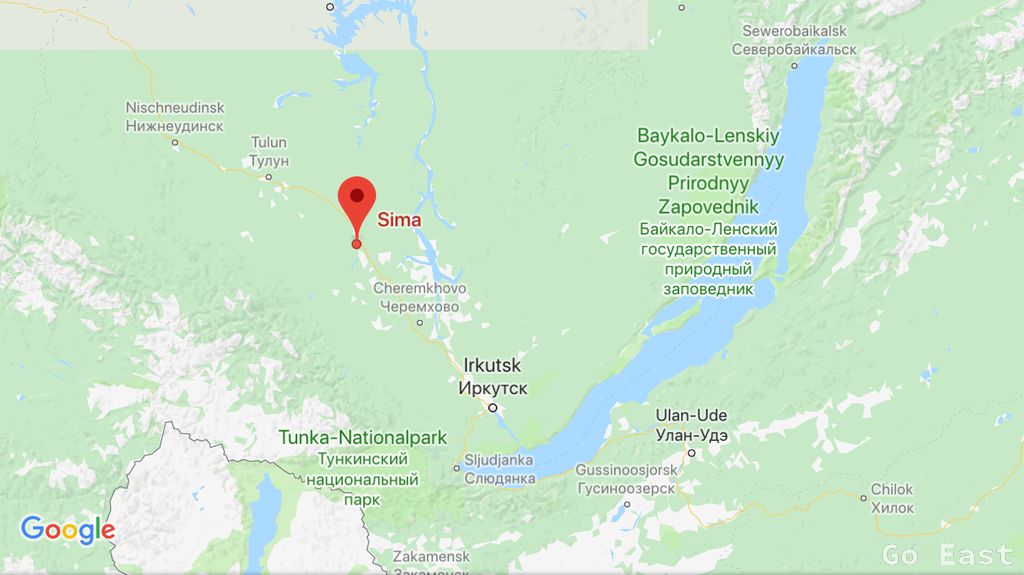 Sewerobaikalsk
Северобайкальск
Nischneudinsk
Нижнеудинск
Tulun
Тулун
Baykalo-Lenskiy
Gosudarstvennyy
Prirodnyy
Zapovednik
Байкало-Ленский
государственный
природный
заповедник
Sima
Cheremkhovo
Черемхово
Irkutsk
Иркутск
Ulan-Ude
Улан-Удэ
Tunka-Nationalpark
Тункинский
национальный
парк
Sljudjanka
Слюдянка
Gussinoosjorsk
Гусиноозерск
Chilok
Хилок
Google
Zakamensk
Закаменск
Go East